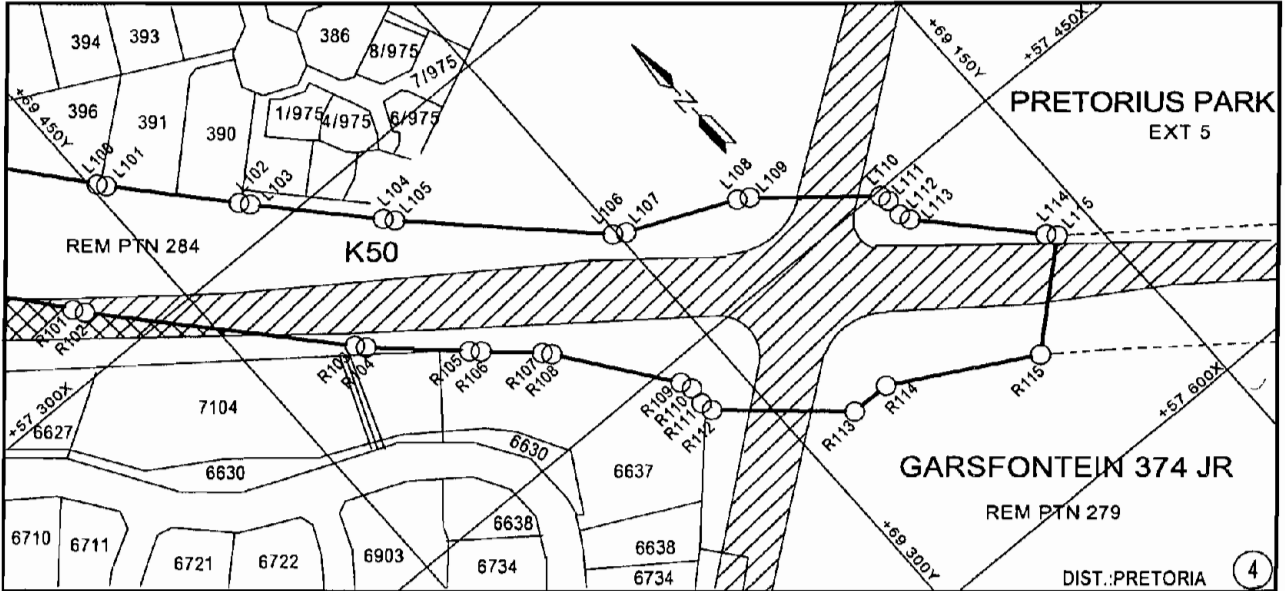 394
393
386
8/975
7/975
396
391
390
1/975
4/975
6/975
+69 450Y
+69 150Y
+57 450X
PRETORIUS PARK
EXT 5
L100
L101
L102
L103
L104
L105
L106
L107
L108
L109
L110
L111
L112
L113
L114
L115
N
REM PTN 284
K50
R101
R102
R103
R104
R105
R106
R107
R108
R109
R110
R111
R112
R113
R114
R115
+57 300X
+57 600X
+69 300Y
6627
7104
6630
6630
6637
GARSFONTEIN 374 JR
REM PTN 279
6710
6711
6721
6722
6903
6638
6734
6638
6734
DIST.:PRETORIA
4